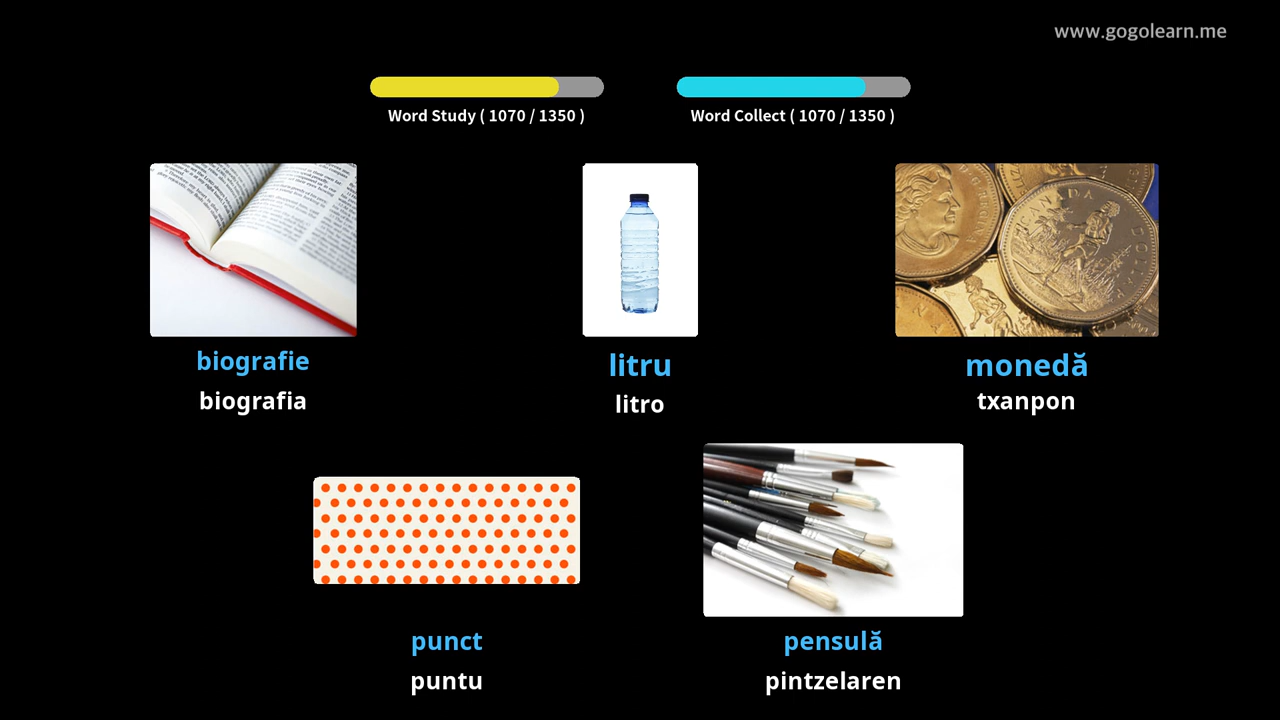 www.gogolearn.me
Word Study ( 1070 / 1350 )
Word Collect ( 1070 / 1350 )
biografie
biografia
litru
litro
monedă
txanpon
punct
puntu
pensulă
pintzelaren